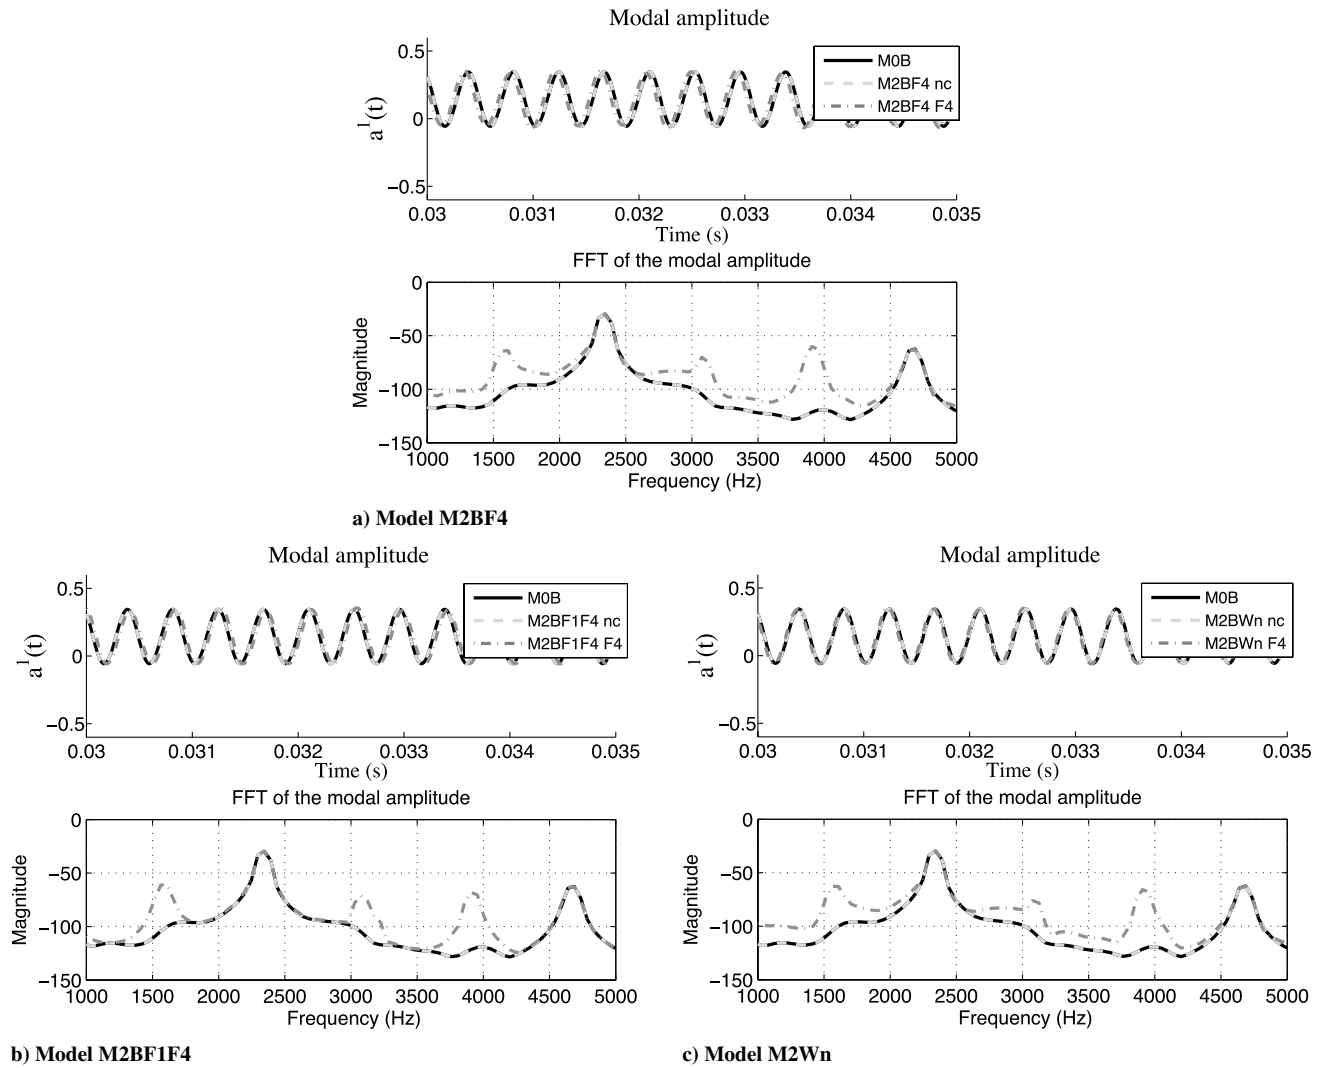 Modal amplitude
0.5
0
−0.5
a¹(t)
M0B
M2BF4 nc
M2BF4 F4
0.03 0.031 0.032 0.033 0.034 0.035
Time (s)
FFT of the modal amplitude
0
−50
−100
−150
Magnitude
1000 1500 2000 2500 3000 3500 4000 4500 5000
Frequency (Hz)
a) Model M2BF4
Modal amplitude
0.5
0
−0.5
a¹(t)
M0B
M2BF1F4 nc
M2BF1F4 F4
0.03 0.031 0.032 0.033 0.034 0.035
Time (s)
FFT of the modal amplitude
0
−50
−100
−150
Magnitude
1000 1500 2000 2500 3000 3500 4000 4500 5000
Frequency (Hz)
b) Model M2BF1F4
Modal amplitude
0.5
0
−0.5
a¹(t)
M0B
M2BWn nc
M2BWn F4
0.03 0.031 0.032 0.033 0.034 0.035
Time (s)
FFT of the modal amplitude
0
−50
−100
−150
Magnitude
1000 1500 2000 2500 3000 3500 4000 4500 5000
Frequency (Hz)
c) Model M2Wn